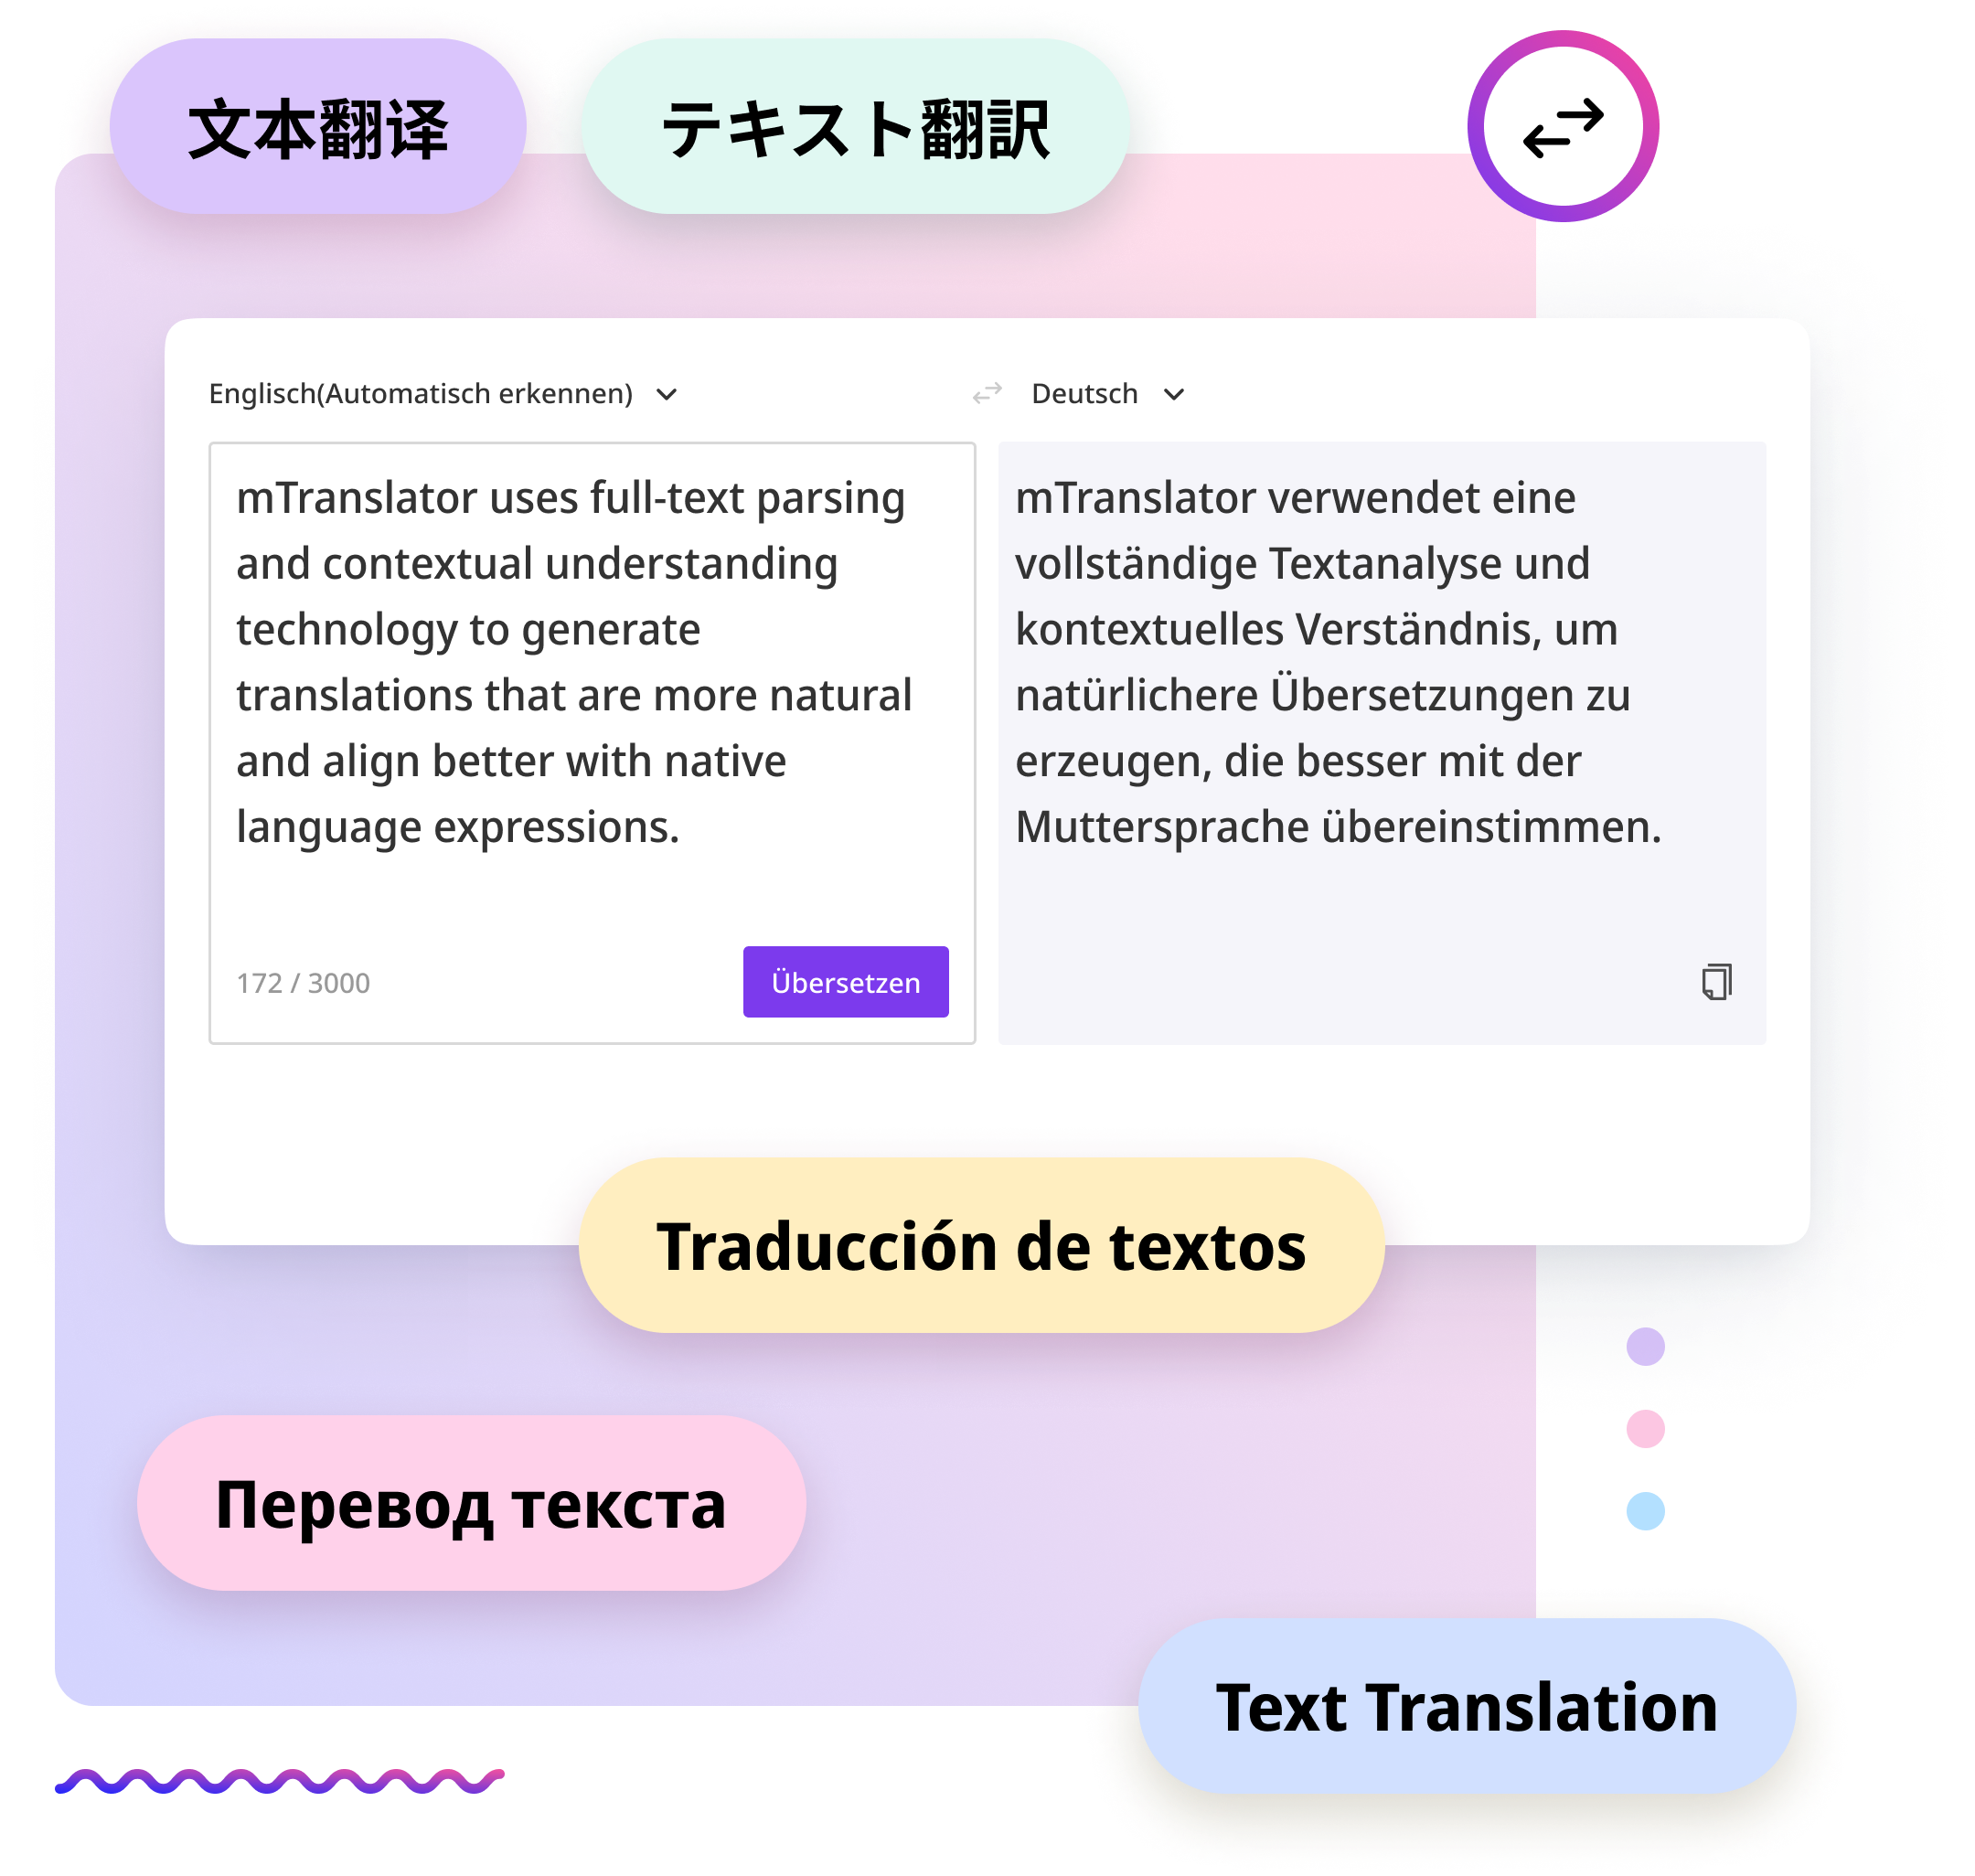 文本翻译
テキスト翻訳
Englisch(Automatisch erkennen)
Deutsch
mTranslator uses full-text parsing
and contextual understanding
technology to generate
translations that are more natural
and align better with native
language expressions.
172 / 3000
Übersetzen
mTranslator verwendet eine
vollständige Textanalyse und
kontextuelles Verständnis, um
natürlichere Übersetzungen zu
erzeugen, die besser mit der
Muttersprache übereinstimmen.
Traducción de textos
Перевод текста
Text Translation